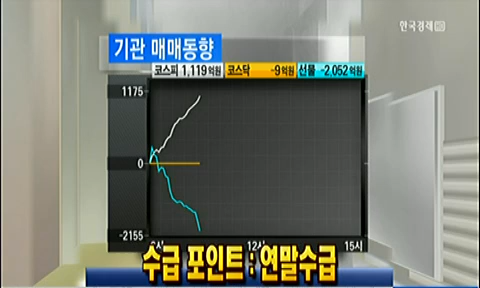 한국경제
기관 매매동향
코스피 1,119억원 코스닥 -9억원 선물 -2,052억원
1175
0
-2155
9시 12시 15시
수급 포인트 : 연말수급